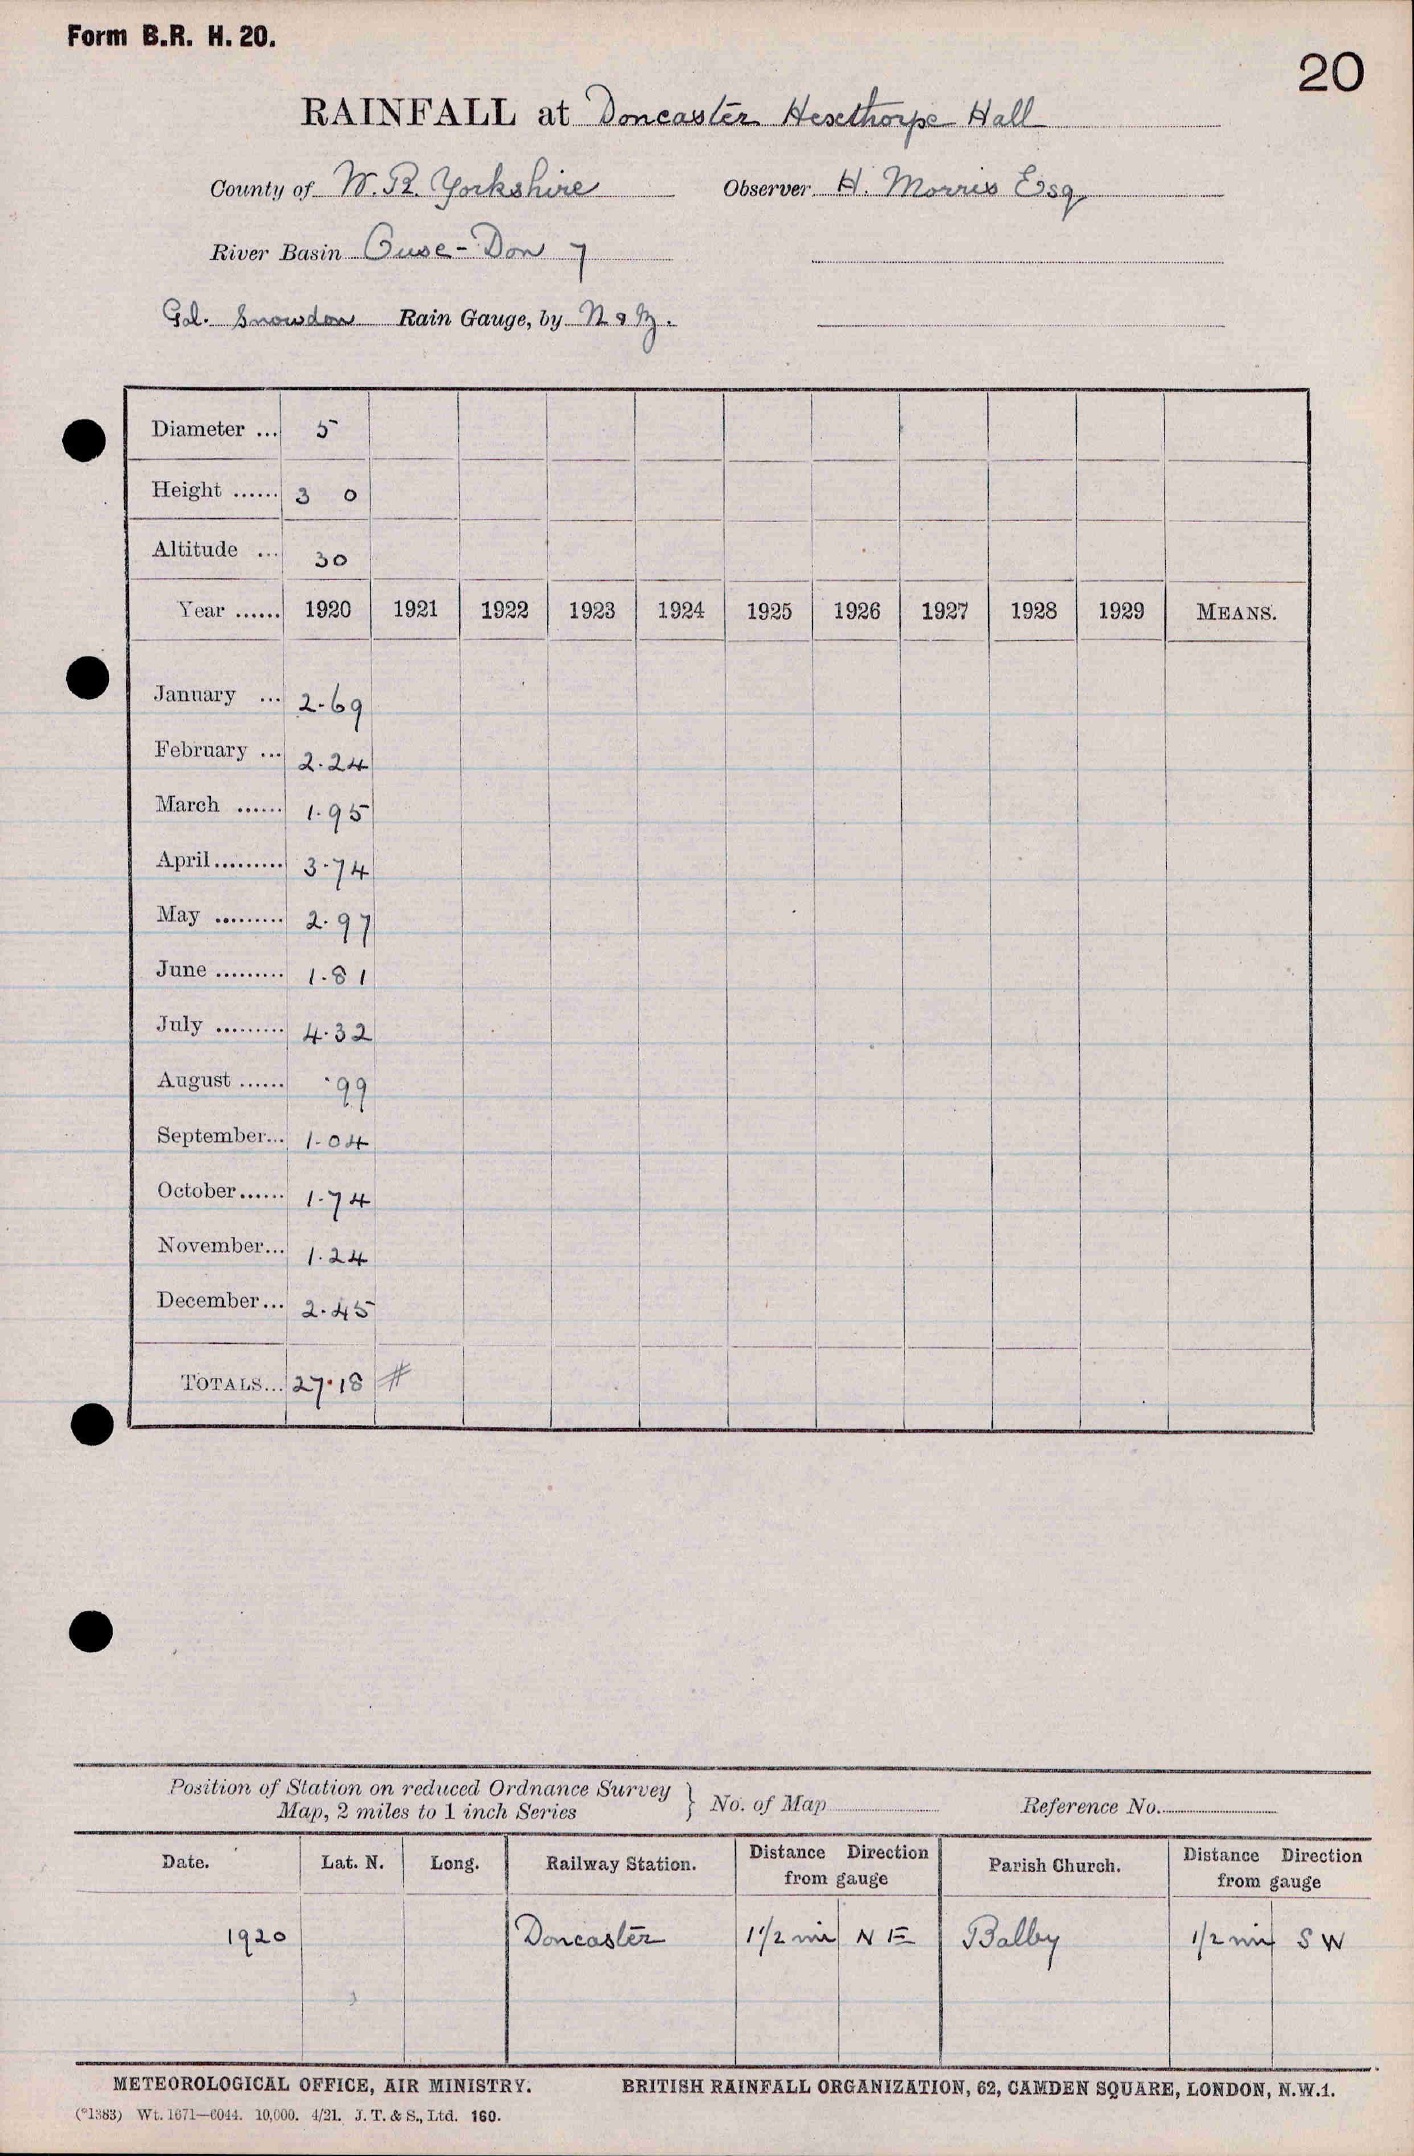 Form B.R. H. 20.
20
RAINFALL at Doncaster Hexthorpe Hall
County of W. R. Yorkshire Observer H. Morris Esq
River Basin Ouse-Don 7
Gd. Snowdon Rain Gauge, by N & Z.
Diameter ... 5
Height ...... 3 0
Altitude ... 30
Year ...... 1920 1921 1922 1923 1924 1925 1926 1927 1928 1929 MEANS.
January ... 2.69
February ... 2.24
March ...... 1.95
April ......... 3.74
May ......... 2.97
June ......... 1.81
July ......... 4.32
August ...... .99
September... 1.04
October...... 1.74
November... 1.24
December... 2.45
TOTALS... 27.18 #
Position of Station on reduced Ordnance Survey
Map, 2 miles to 1 inch Series } No. of Map Reference No.
Date. Lat. N. Long. Railway Station. Distance Direction from gauge Parish Church. Distance Direction from gauge
1920 Doncaster 1 1/2 mi N E Balby 1/2 mi S W
METEOROLOGICAL OFFICE, AIR MINISTRY. BRITISH RAINFALL ORGANIZATION, 62, CAMDEN SQUARE, LONDON, N.W.1.
(*1383) Wt. 1671—6044. 10,000. 4/21. J. T. & S., Ltd. 160.